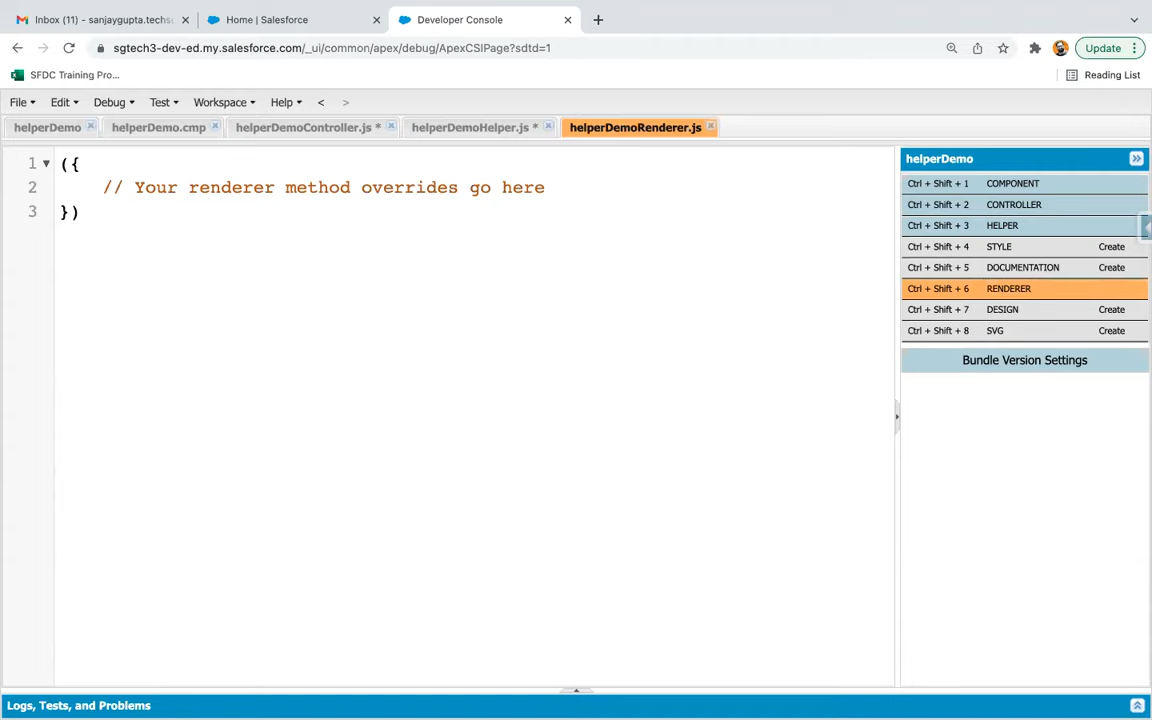 Inbox (11) - sanjaygupta.techsc
Home | Salesforce
Developer Console
sgtech3-dev-ed.my.salesforce.com/_ui/common/apex/debug/ApexCSIPage?sdtd=1
Update
SFDC Training Pro...
Reading List
File Edit Debug Test Workspace Help < >
helperDemo
helperDemo.cmp
helperDemoController.js *
helperDemoHelper.js *
helperDemoRenderer.js
1 ({
2 // Your renderer method overrides go here
3 })
helperDemo
Ctrl + Shift + 1 COMPONENT
Ctrl + Shift + 2 CONTROLLER
Ctrl + Shift + 3 HELPER
Ctrl + Shift + 4 STYLE Create
Ctrl + Shift + 5 DOCUMENTATION Create
Ctrl + Shift + 6 RENDERER
Ctrl + Shift + 7 DESIGN Create
Ctrl + Shift + 8 SVG Create
Bundle Version Settings
Logs, Tests, and Problems